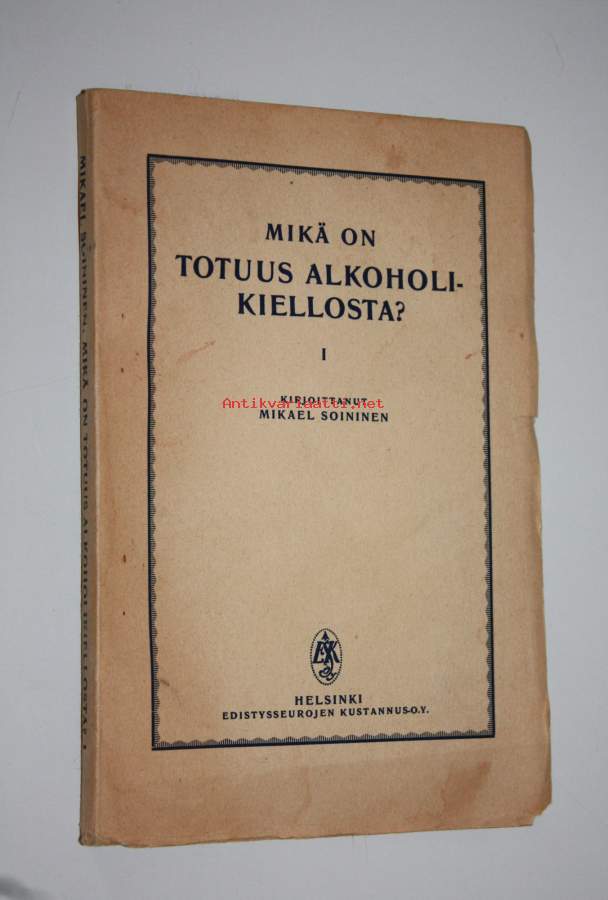 MIKAEL SOININEN: MIKÄ ON TOTUUS ALKOHOLIKIELLOSTA? I
MIKÄ ON
TOTUUS ALKOHOLI-
KIELLOSTA?
I
KIRJOITTANUT
Antikvariaatti.net
MIKAEL SOININEN
HELSINKI
EDISTYSSEUROJEN KUSTANNUS-O.Y.